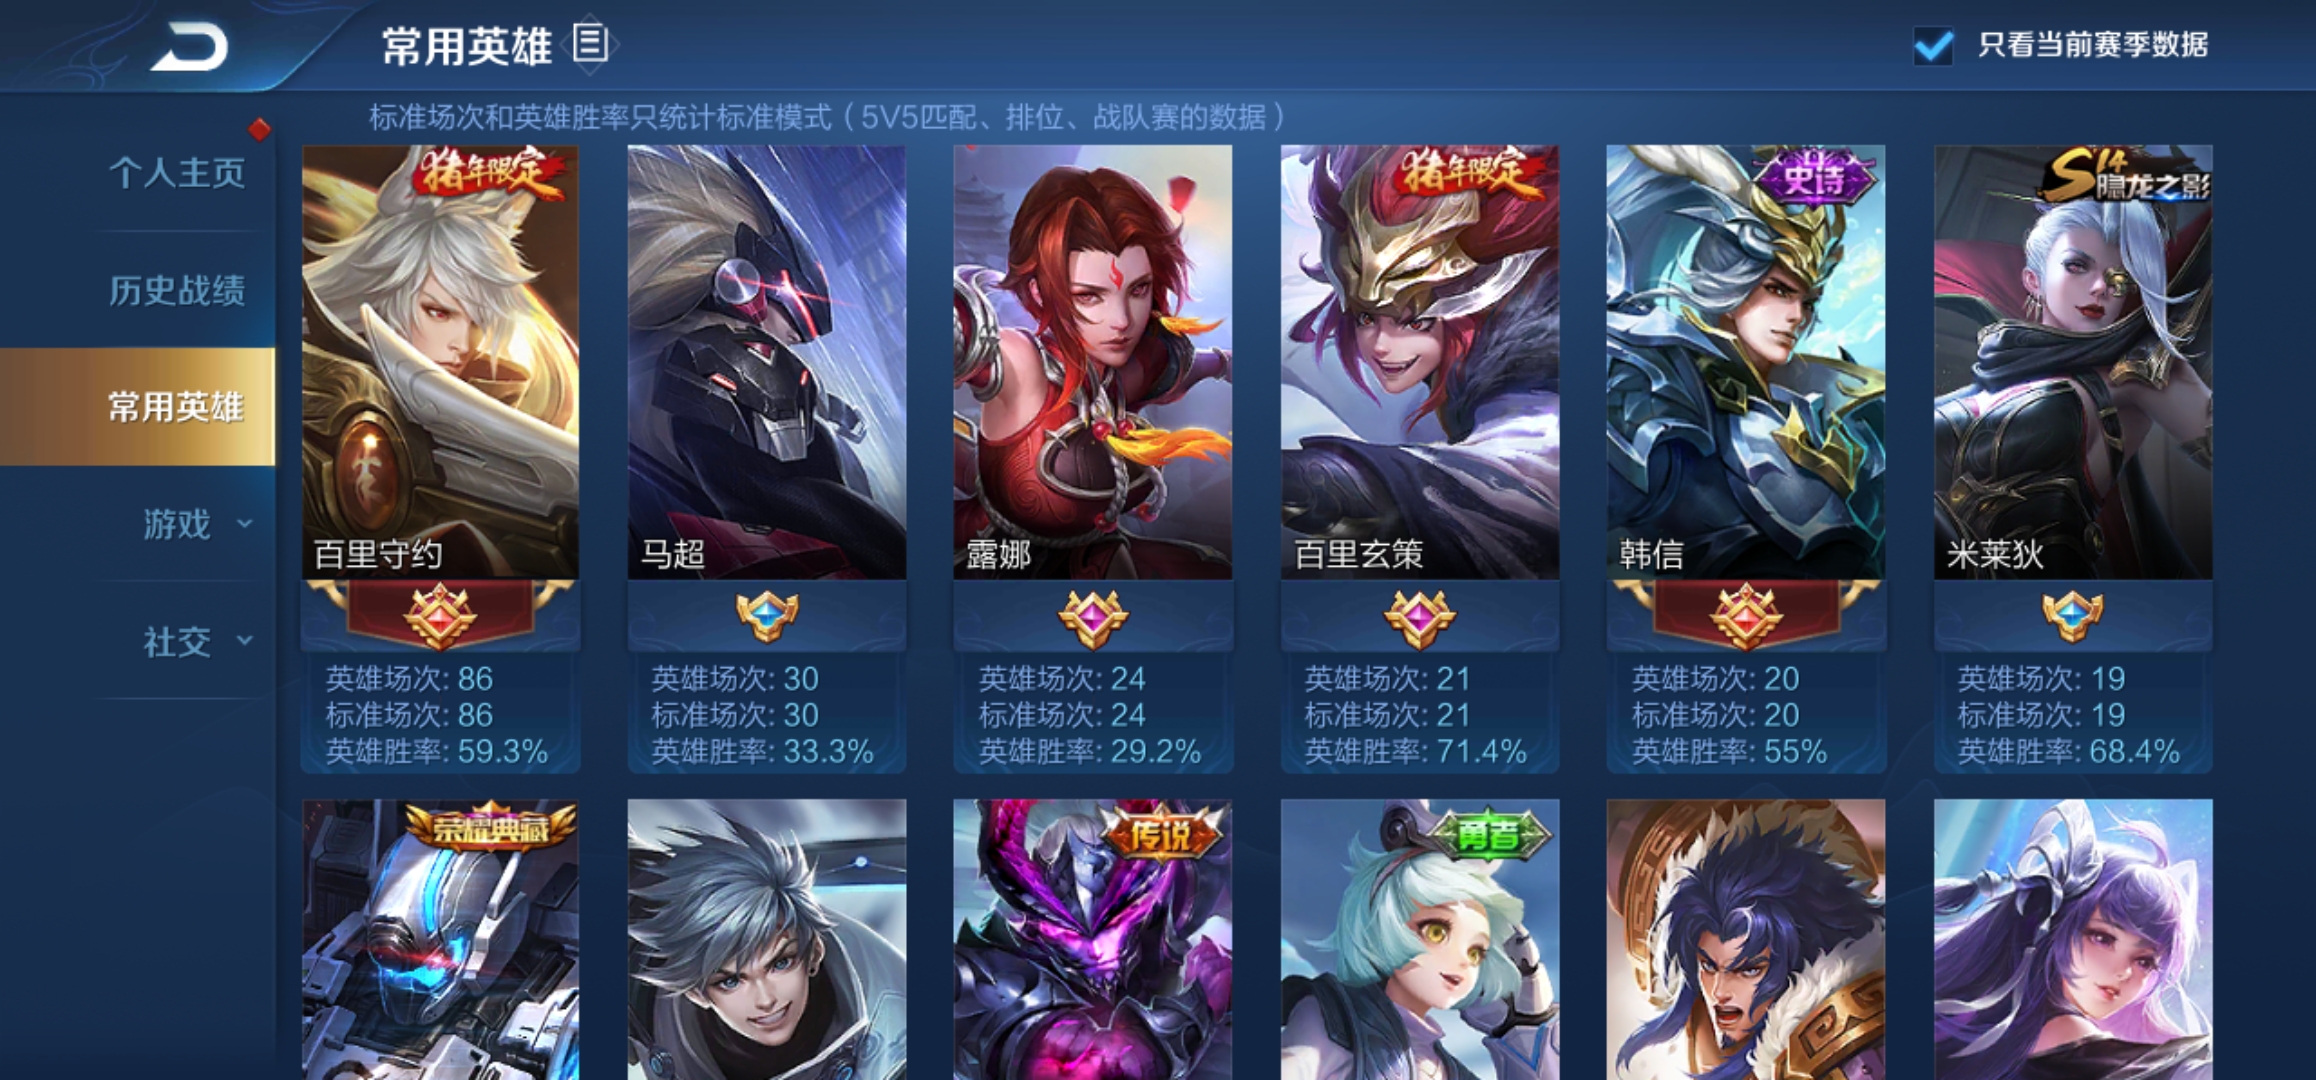 常用英雄
只看当前赛季数据
标准场次和英雄胜率只统计标准模式（5V5匹配、排位、战队赛的数据）
个人主页
历史战绩
常用英雄
游戏
社交
猪年限定
百里守约
英雄场次: 86
标准场次: 86
英雄胜率: 59.3%
马超
英雄场次: 30
标准场次: 30
英雄胜率: 33.3%
露娜
英雄场次: 24
标准场次: 24
英雄胜率: 29.2%
猪年限定
百里玄策
英雄场次: 21
标准场次: 21
英雄胜率: 71.4%
史诗
韩信
英雄场次: 20
标准场次: 20
英雄胜率: 55%
S14
隐龙之影
米莱狄
英雄场次: 19
标准场次: 19
英雄胜率: 68.4%
荣耀典藏
传说
勇者